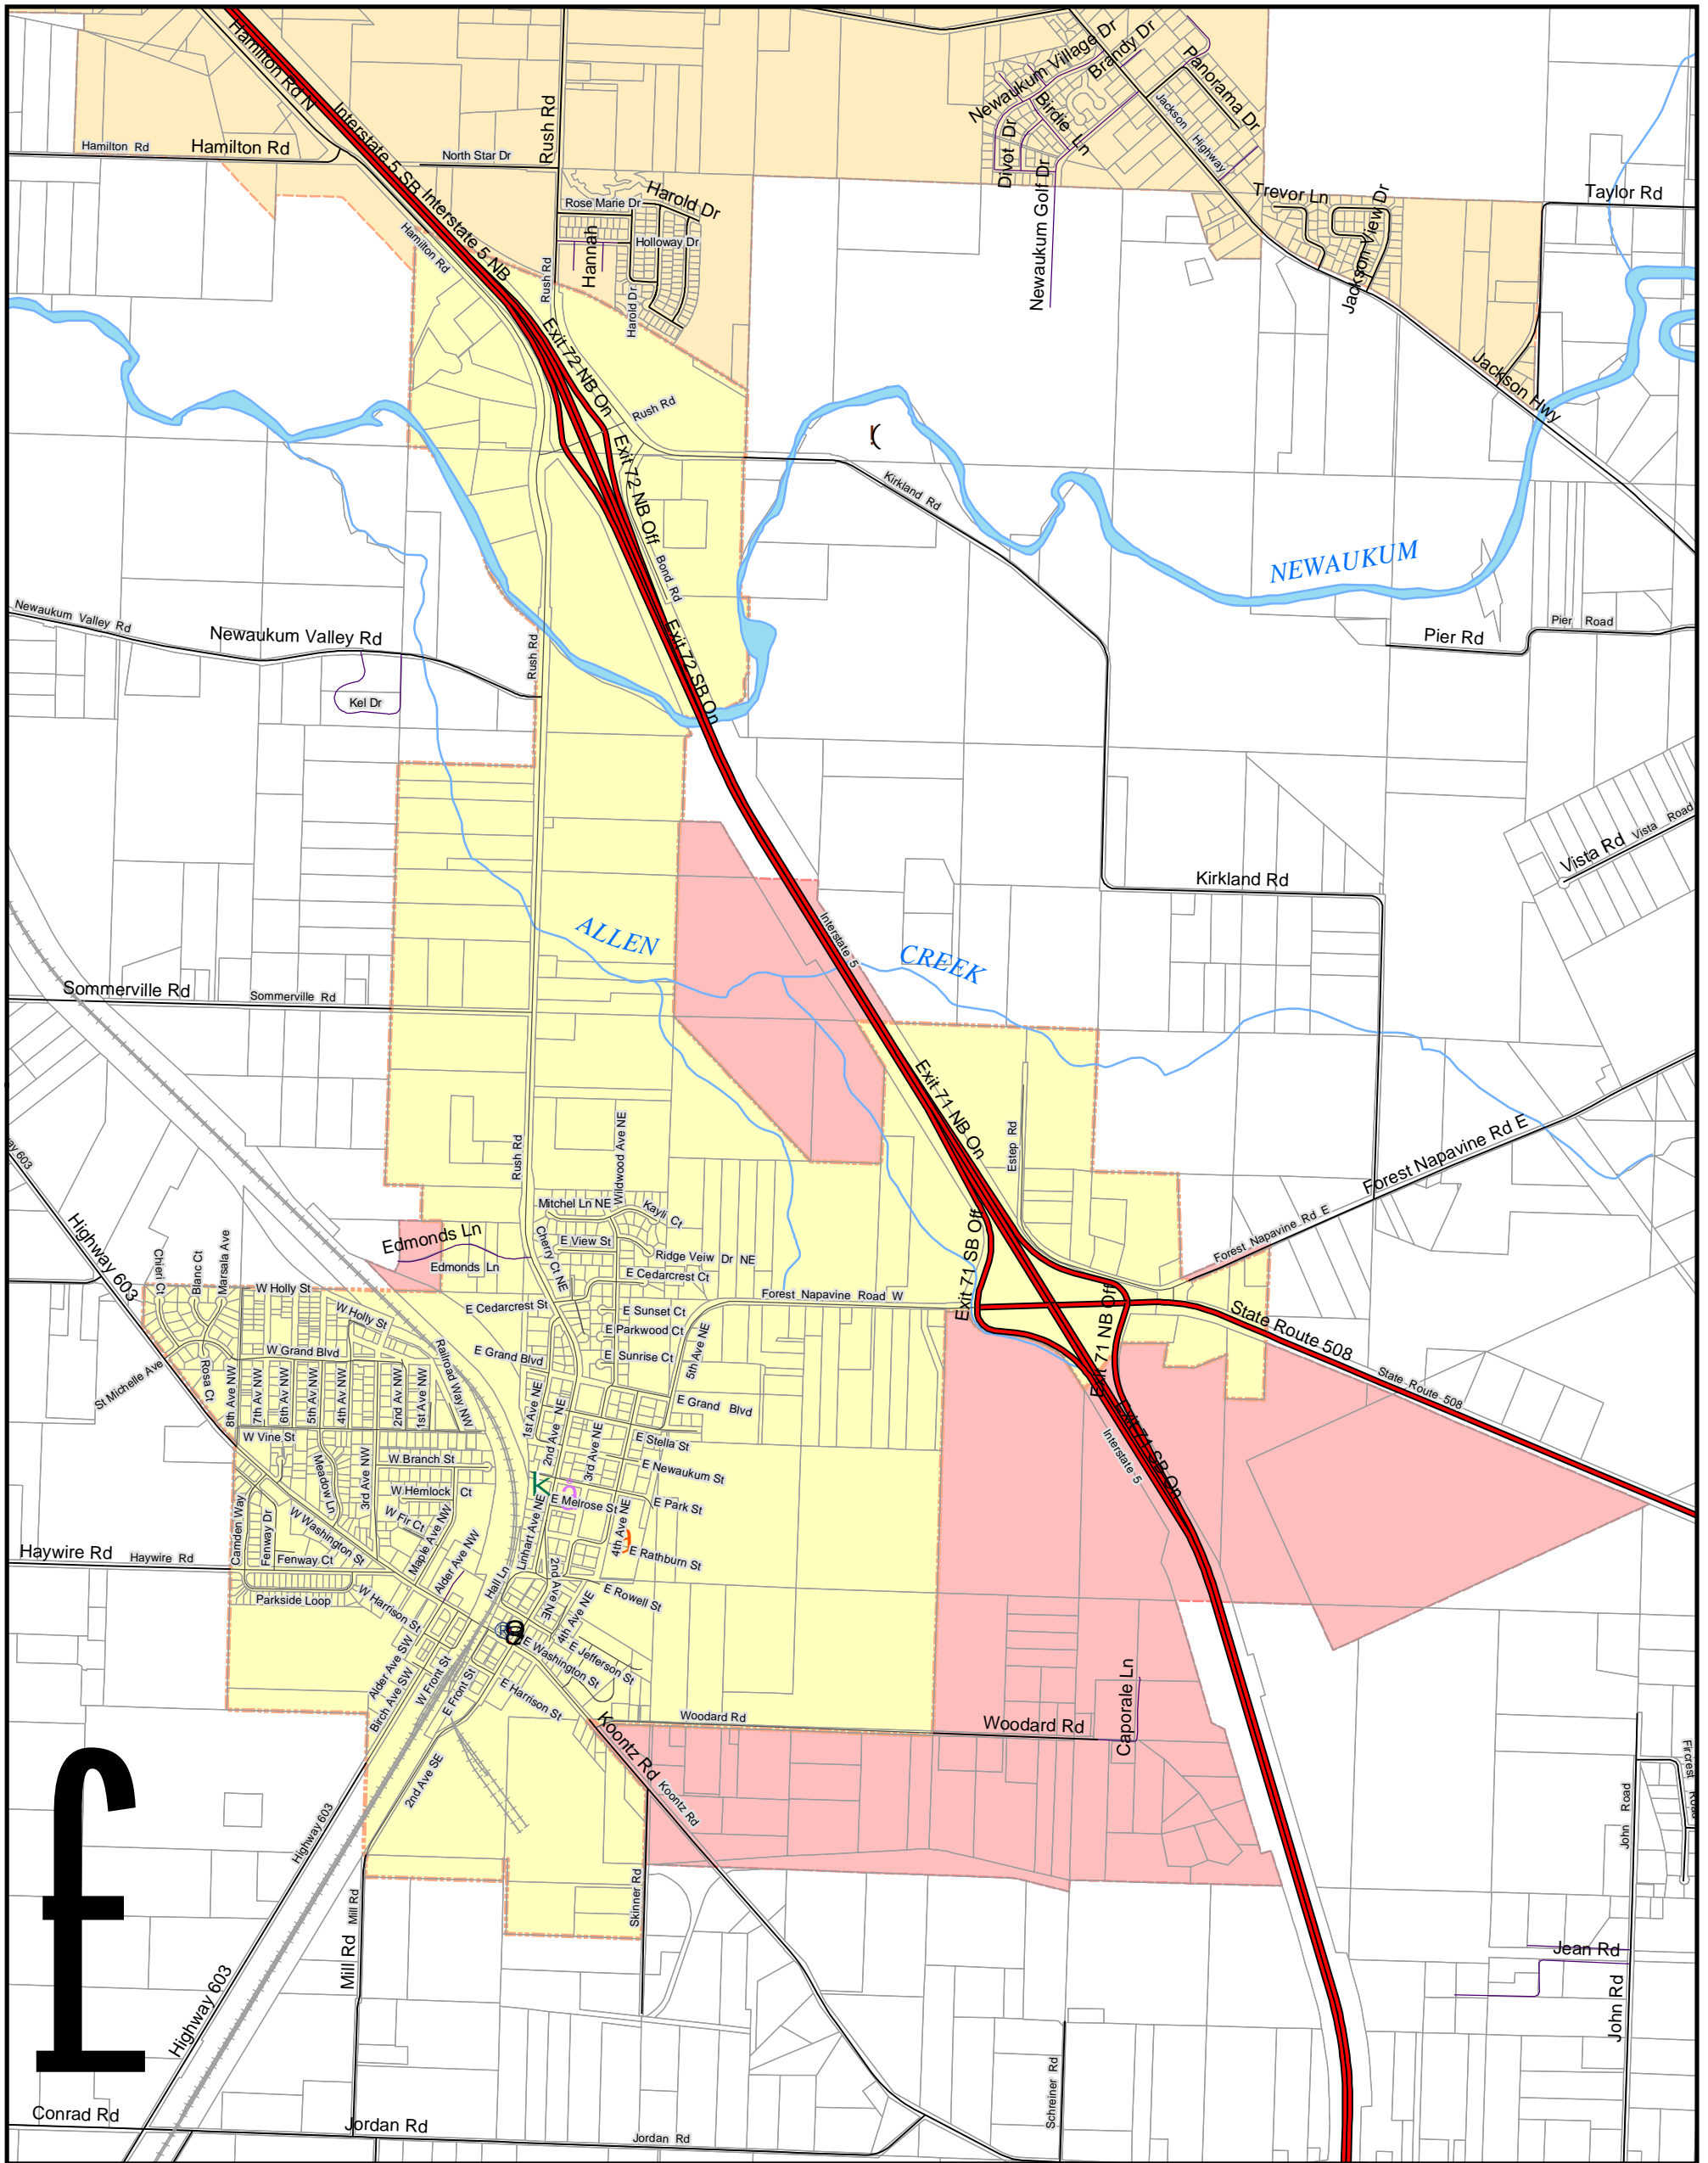 Hamilton Rd N
Interstate 5 SB
Interstate 5 NB
Rush Rd
Newaukum Village Dr
Brandy Dr
Panorama Dr
Birdie Ln
Jackson Highway
Divot Dr
Newaukum Golf Dr
Hamilton Rd
Hamilton Rd
North Star Dr
Harold Dr
Rose Marie Dr
Holloway Dr
Hannah
Harold Dr
Rush Rd
Hamilton Rd
Trevor Ln
Jackson View Dr
Taylor Rd
Jackson Hwy
Exit 72 NB On
Rush Rd
Exit 72 NB Off
Kirkland Rd
Bond Rd
NEWAUKUM
Newaukum Valley Rd
Newaukum Valley Rd
Kel Dr
Rush Rd
Exit 72 SB On
Pier Rd
Pier Road
Vista Rd
Vista Road
Kirkland Rd
Interstate 5
ALLEN
CREEK
Sommerville Rd
Sommerville Rd
Exit 71 NB On
Estep Rd
Forest Napavine Rd E
Forest Napavine Rd E
Rush Rd
Wildwood Ave NE
Mitchel Ln NE
Kayli Ct
E View St
Ridge Veiw Dr NE
Cherry Ct NE
E Cedarcrest Ct
Edmonds Ln
Edmonds Ln
way 603
Highway 603
Chieri Ct
Blanc Ct
Marsala Ave
W Holly St
W Holly St
E Cedarcrest St
E Sunset Ct
E Parkwood Ct
E Sunrise Ct
Forest Napavine Road W
Exit 71 SB Off
Exit 71 NB Off
State Route 508
State Route 508
5th Ave NE
E Grand Blvd
E Grand Blvd
Railroad Way NW
W Grand Blvd
St Michelle Ave
Rosa Ct
8th Ave NW
7th Av NW
6th Av NW
5th Av NW
4th Av NW
2nd Av NW
1st Ave NW
W Vine St
W Branch St
Meadow Ln
3rd Ave NW
W Hemlock Ct
W Fir Ct
Maple Ave NW
Alder Ave NW
1st Ave NE
2nd Ave NE
3rd Ave NE
E Stella St
E Newaukum St
E Park St
E Melrose St
4th Ave NE
E Rathburn St
Linhart Ave NE
k
Exit 71 SB On
Interstate 5
Haywire Rd
Haywire Rd
Camden Way
Fenway Dr
Fenway Ct
W Washington St
Parkside Loop
W Harrison St
Hall Ln
2nd Ave NE
4th Ave NE
E Rowell St
E Jefferson St
E Washington St
E Harrison St
Alder Ave SW
Birch Ave SW
W Front St
E Front St
2nd Ave SE
Woodard Rd
Woodard Rd
Caporale Ln
Koontz Rd
Koontz Rd
Highway 603
Highway 603
Mill Rd
Mill Rd
Skinner Rd
John Road
Fircrest Road
Jean Rd
John Rd
Schreiner Rd
f
Conrad Rd
Jordan Rd
Jordan Rd